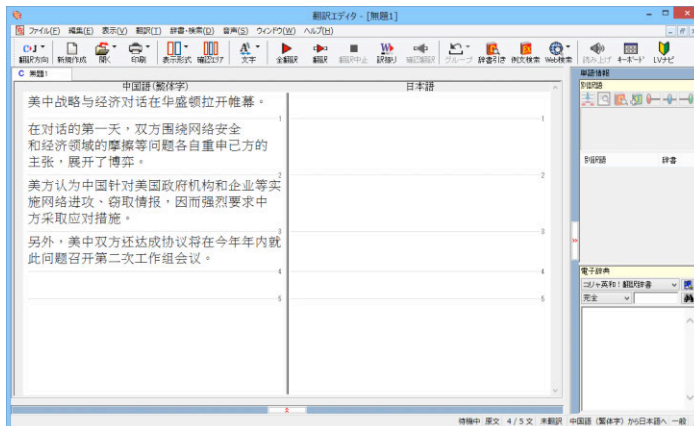 翻訳エディタ - [無題1]
ファイル(F) 編集(E) 表示(V) 翻訳(T) 辞書・検索(D) 音声(S) ウィンドウ(W) ヘルプ(H)
翻訳方向 新規作成 開く 印刷 表示形式 確認エリア 文字 全翻訳 翻訳 翻訳中止 訳振り 確認翻訳 グループ 辞書引き 例文検索 Web検索 読み上げ キーボード LVナビ
C 無題1
中国語(繁体字) 日本語
美中战略与经济对话在华盛顿拉开帷幕。
1 1
在对话的第一天，双方围绕网络安全
和经济领域的摩擦等问题各自重申已方的
主张，展开了博弈。
2 2
美方认为中国针对美国政府机构和企业等实
施网络进攻、窃取情报，因而强烈要求中
方采取应对措施。
3 3
另外，美中双方还达成协议将在今年年内就
此问题召开第二次工作组会议。
4 4
5 5
単語情報
別訳語
別訳語 辞書
電子辞典
コリャ英和！翻訳辞書
完全
待機中 原文 4 / 5 文 未翻訳 中国語（繁体字）から日本語へ 一般